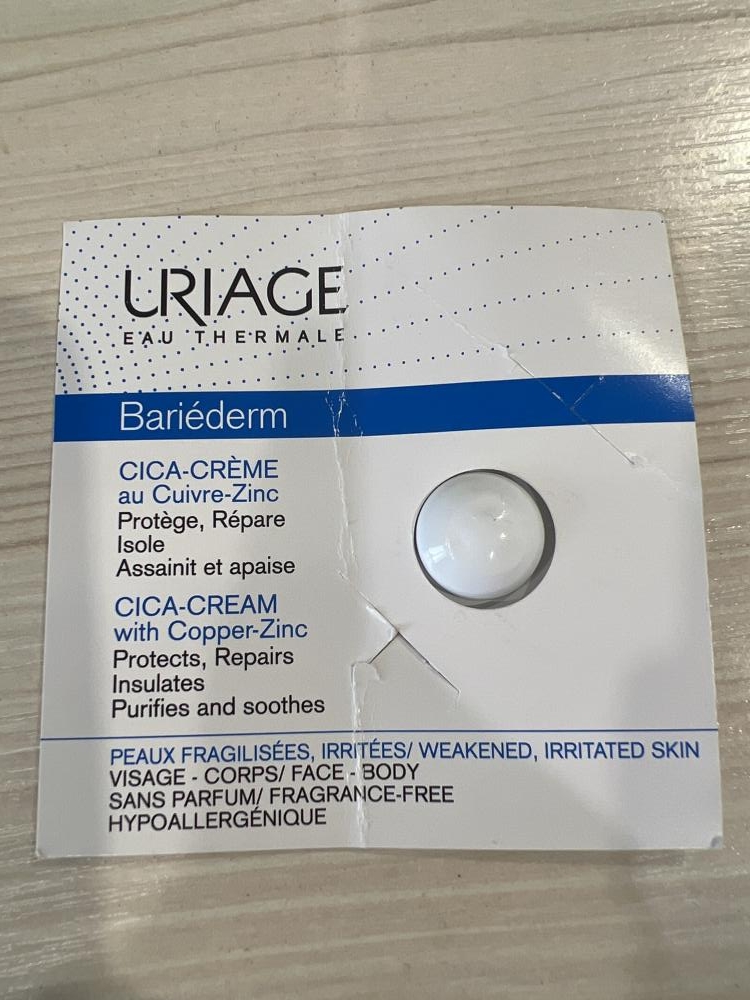 URIAGE
EAU THERMALE
Bariéderm
CICA-CRÈME
au Cuivre-Zinc
Protège, Répare
Isole
Assainit et apaise
CICA-CREAM
with Copper-Zinc
Protects, Repairs
Insulates
Purifies and soothes
PEAUX FRAGILISÉES, IRRITÉES/ WEAKENED, IRRITATED SKIN
VISAGE - CORPS/ FACE - BODY
SANS PARFUM/ FRAGRANCE-FREE
HYPOALLERGÉNIQUE